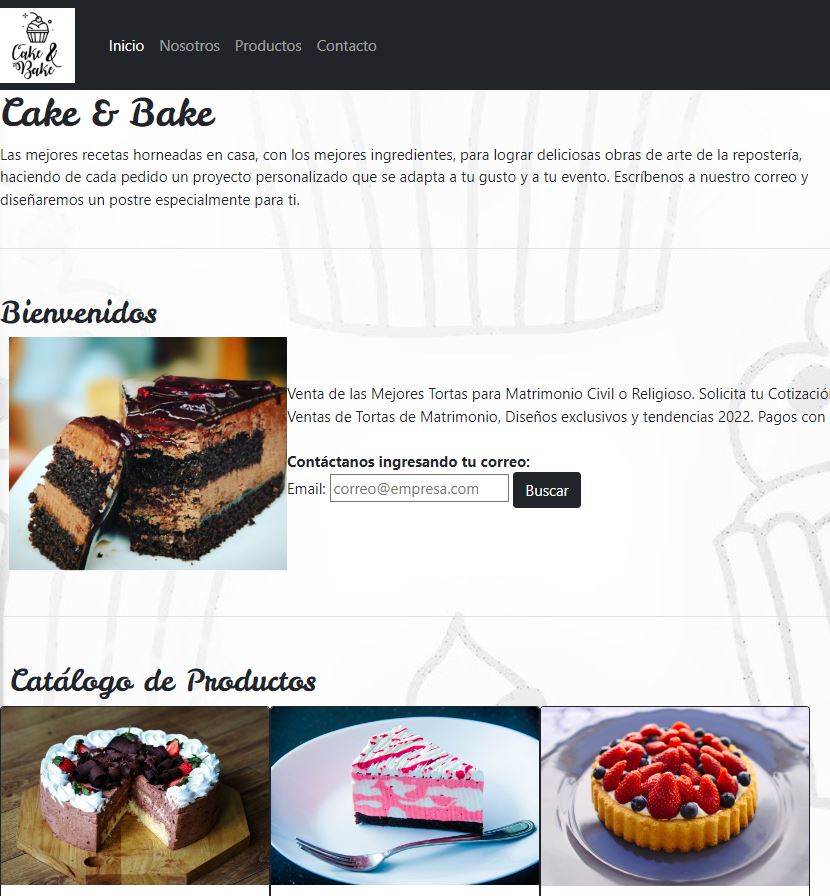 Cake &
Bake
Inicio Nosotros Productos Contacto
Cake & Bake
Las mejores recetas horneadas en casa, con los mejores ingredientes, para lograr deliciosas obras de arte de la repostería,
haciendo de cada pedido un proyecto personalizado que se adapta a tu gusto y a tu evento. Escríbenos a nuestro correo y
diseñaremos un postre especialmente para ti.
Bienvenidos
Venta de las Mejores Tortas para Matrimonio Civil o Religioso. Solicita tu Cotizació
Ventas de Tortas de Matrimonio, Diseños exclusivos y tendencias 2022. Pagos con
Contáctanos ingresando tu correo:
Email: correo@empresa.com Buscar
Catálogo de Productos